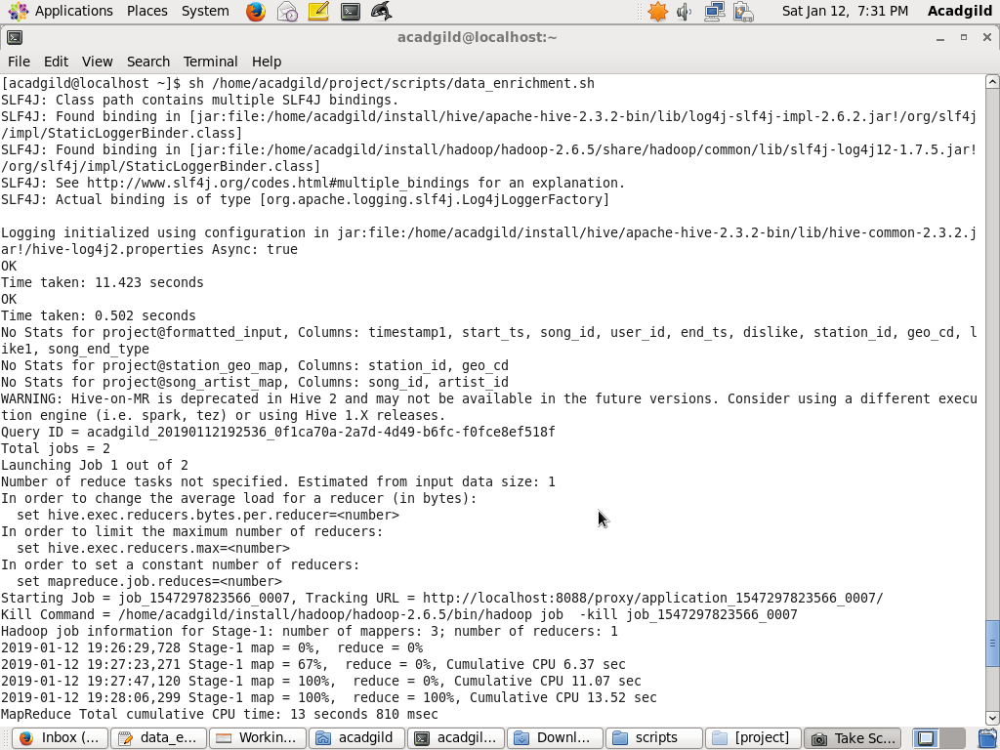 Applications Places System Sat Jan 12, 7:31 PM Acadgild
acadgild@localhost:~
File Edit View Search Terminal Help
[acadgild@localhost ~]$ sh /home/acadgild/project/scripts/data_enrichment.sh
SLF4J: Class path contains multiple SLF4J bindings.
SLF4J: Found binding in [jar:file:/home/acadgild/install/hive/apache-hive-2.3.2-bin/lib/log4j-slf4j-impl-2.6.2.jar!/org/slf4j
/impl/StaticLoggerBinder.class]
SLF4J: Found binding in [jar:file:/home/acadgild/install/hadoop/hadoop-2.6.5/share/hadoop/common/lib/slf4j-log4j12-1.7.5.jar!
/org/slf4j/impl/StaticLoggerBinder.class]
SLF4J: See http://www.slf4j.org/codes.html#multiple_bindings for an explanation.
SLF4J: Actual binding is of type [org.apache.logging.slf4j.Log4jLoggerFactory]
Logging initialized using configuration in jar:file:/home/acadgild/install/hive/apache-hive-2.3.2-bin/lib/hive-common-2.3.2.j
ar!/hive-log4j2.properties Async: true
OK
Time taken: 11.423 seconds
OK
Time taken: 0.502 seconds
No Stats for project@formatted_input, Columns: timestamp1, start_ts, song_id, user_id, end_ts, dislike, station_id, geo_cd, l
ike1, song_end_type
No Stats for project@station_geo_map, Columns: station_id, geo_cd
No Stats for project@song_artist_map, Columns: song_id, artist_id
WARNING: Hive-on-MR is deprecated in Hive 2 and may not be available in the future versions. Consider using a different execu
tion engine (i.e. spark, tez) or using Hive 1.X releases.
Query ID = acadgild_20190112192536_0f1ca70a-2a7d-4d49-b6fc-f0fce8ef518f
Total jobs = 2
Launching Job 1 out of 2
Number of reduce tasks not specified. Estimated from input data size: 1
In order to change the average load for a reducer (in bytes):
  set hive.exec.reducers.bytes.per.reducer=<number>
In order to limit the maximum number of reducers:
  set hive.exec.reducers.max=<number>
In order to set a constant number of reducers:
  set mapreduce.job.reduces=<number>
Starting Job = job_1547297823566_0007, Tracking URL = http://localhost:8088/proxy/application_1547297823566_0007/
Kill Command = /home/acadgild/install/hadoop/hadoop-2.6.5/bin/hadoop job  -kill job_1547297823566_0007
Hadoop job information for Stage-1: number of mappers: 3; number of reducers: 1
2019-01-12 19:26:29,728 Stage-1 map = 0%,  reduce = 0%
2019-01-12 19:27:23,271 Stage-1 map = 67%,  reduce = 0%, Cumulative CPU 6.37 sec
2019-01-12 19:27:47,120 Stage-1 map = 100%,  reduce = 0%, Cumulative CPU 11.07 sec
2019-01-12 19:28:06,299 Stage-1 map = 100%,  reduce = 100%, Cumulative CPU 13.52 sec
MapReduce Total cumulative CPU time: 13 seconds 810 msec
Inbox (... data_e... Workin... acadgild acadgil... Downl... scripts [project] Take Sc...